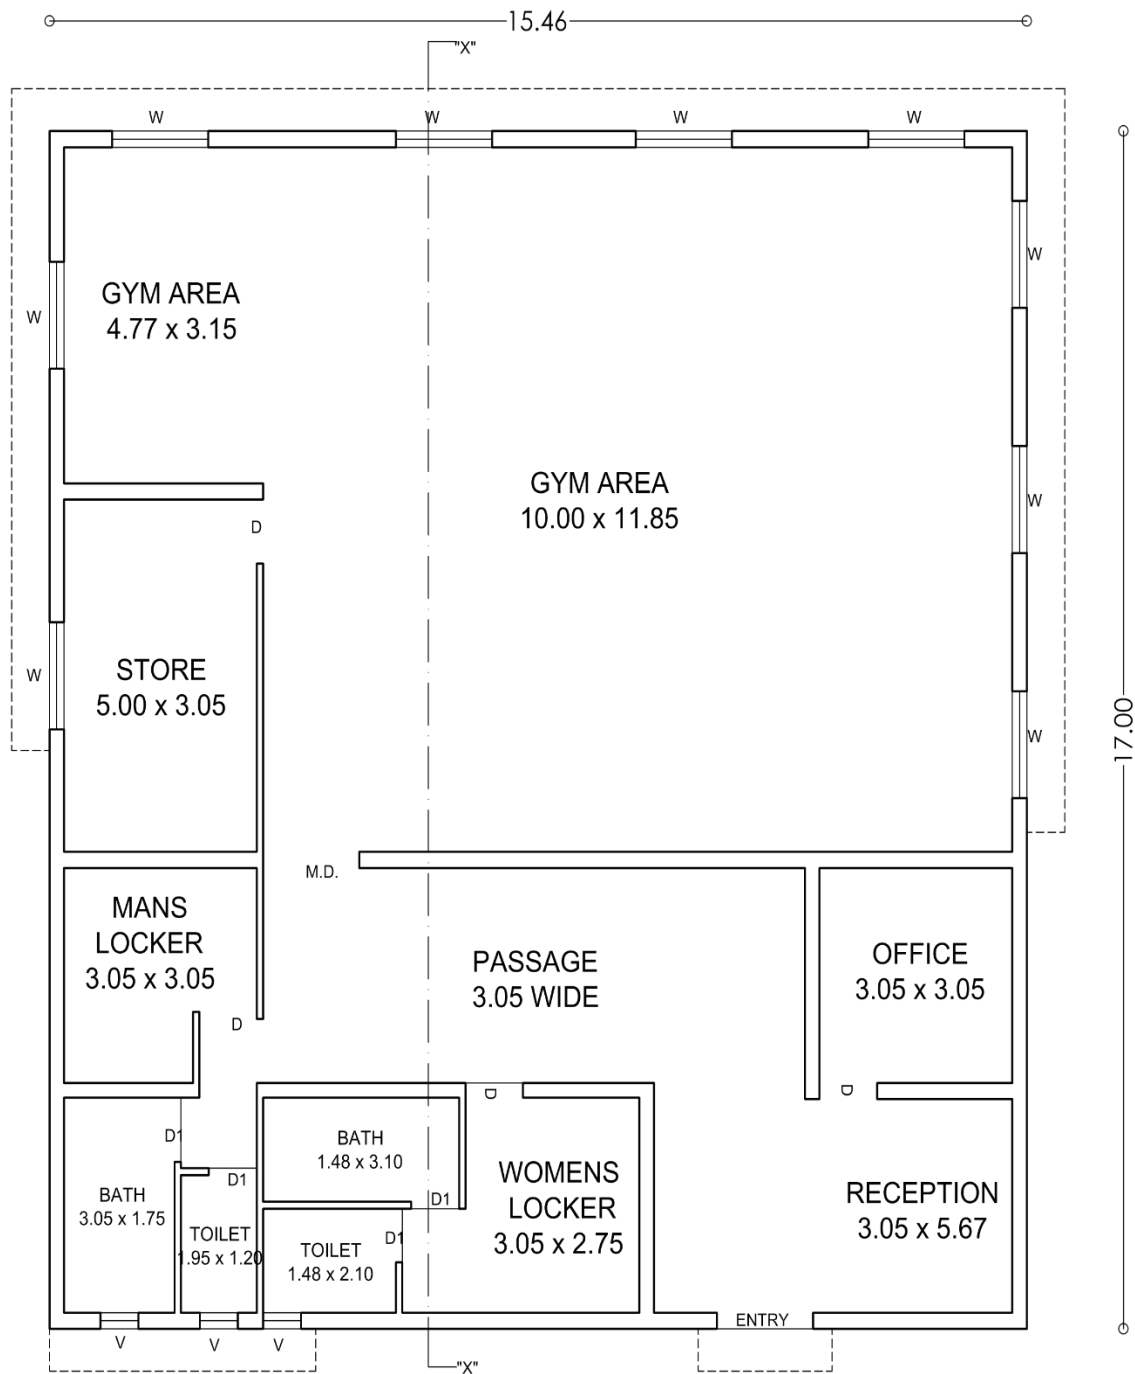 15.46
"X"
W
W
W
W
W
GYM AREA
4.77 x 3.15
W
GYM AREA
10.00 x 11.85
W
D
STORE
5.00 x 3.05
W
W
17.00
M.D.
MANS
LOCKER
3.05 x 3.05
PASSAGE
3.05 WIDE
OFFICE
3.05 x 3.05
D
D
D
D1
BATH
1.48 x 3.10
WOMENS
LOCKER
3.05 x 2.75
D1
BATH
3.05 x 1.75
D1
RECEPTION
3.05 x 5.67
TOILET
1.95 x 1.20
D1
TOILET
1.48 x 2.10
ENTRY
V
V
V
"X"